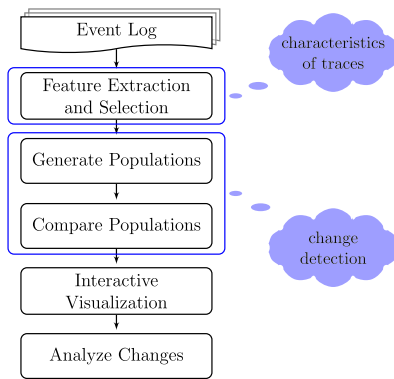 Event Log
characteristics
of traces
Feature Extraction
and Selection
Generate Populations
Compare Populations
change
detection
Interactive
Visualization
Analyze Changes